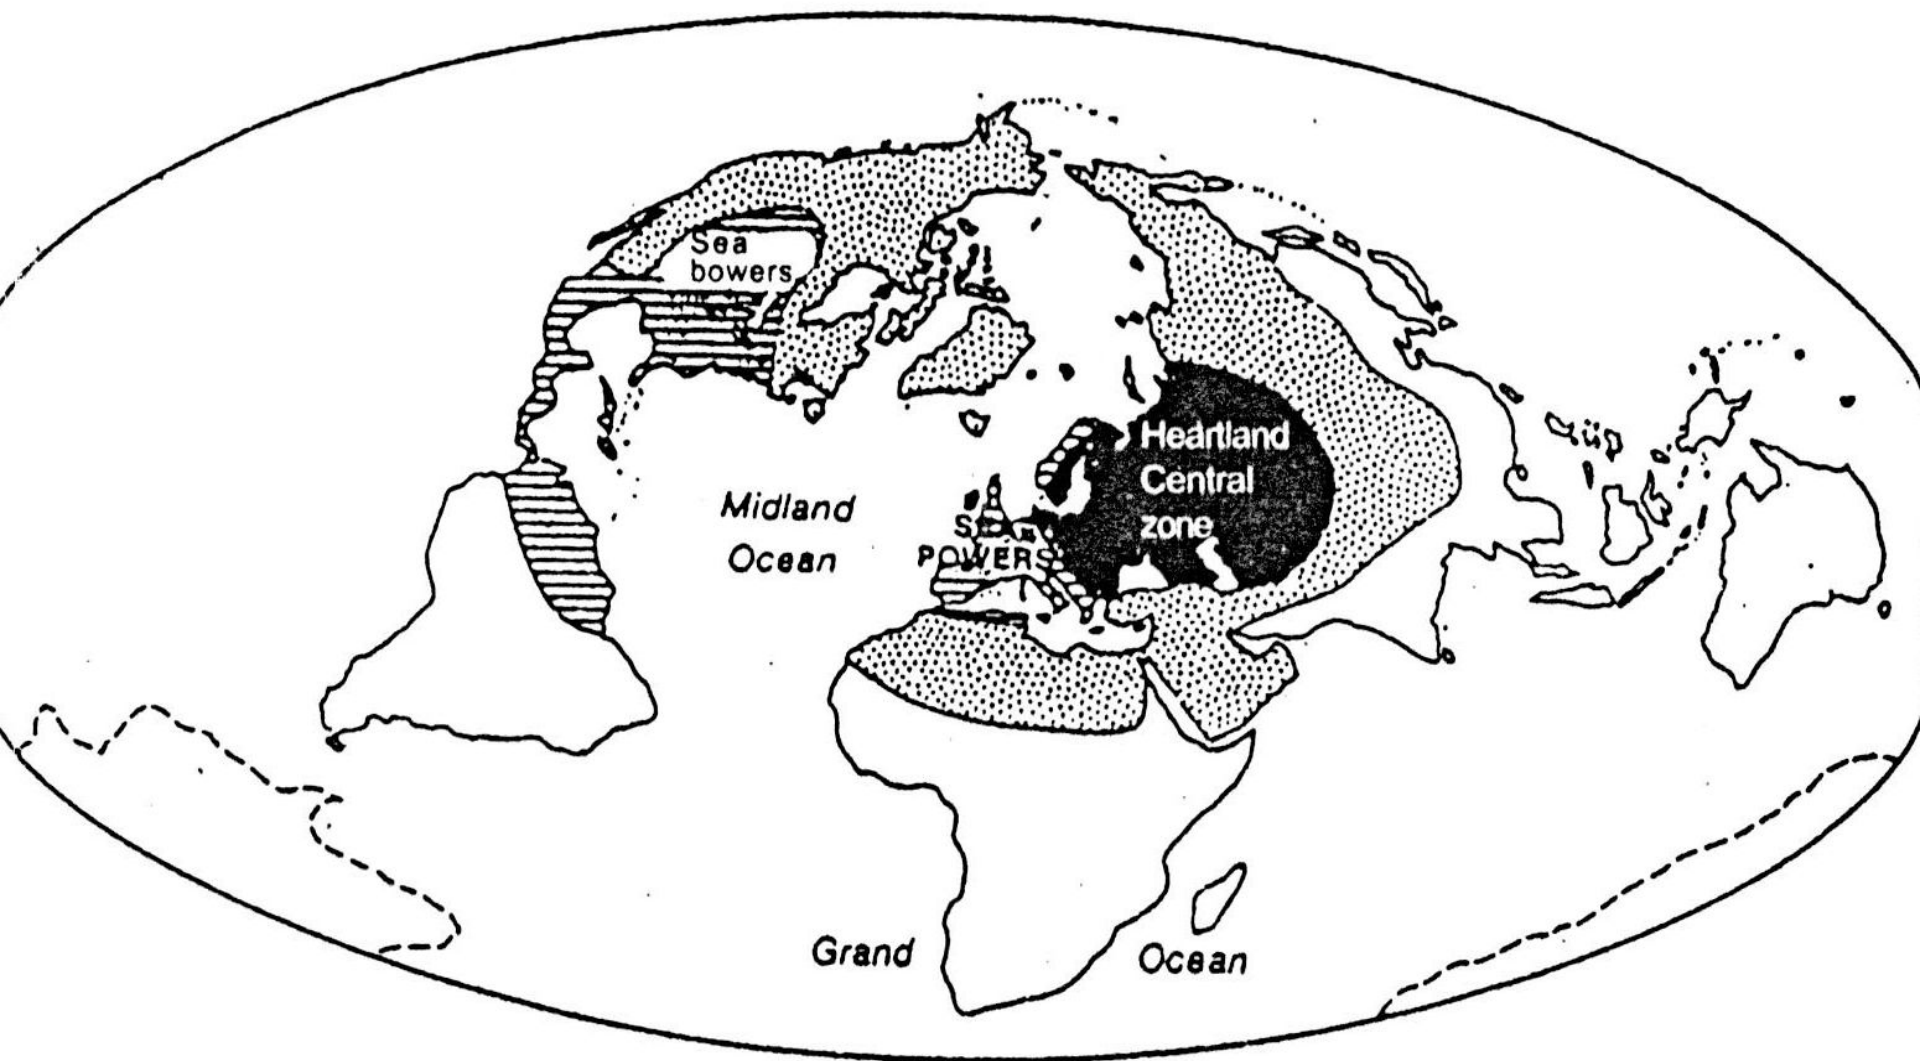 Sea
bowers
Heartland
Central
zone
Midland
Ocean
POWERS
Grand Ocean